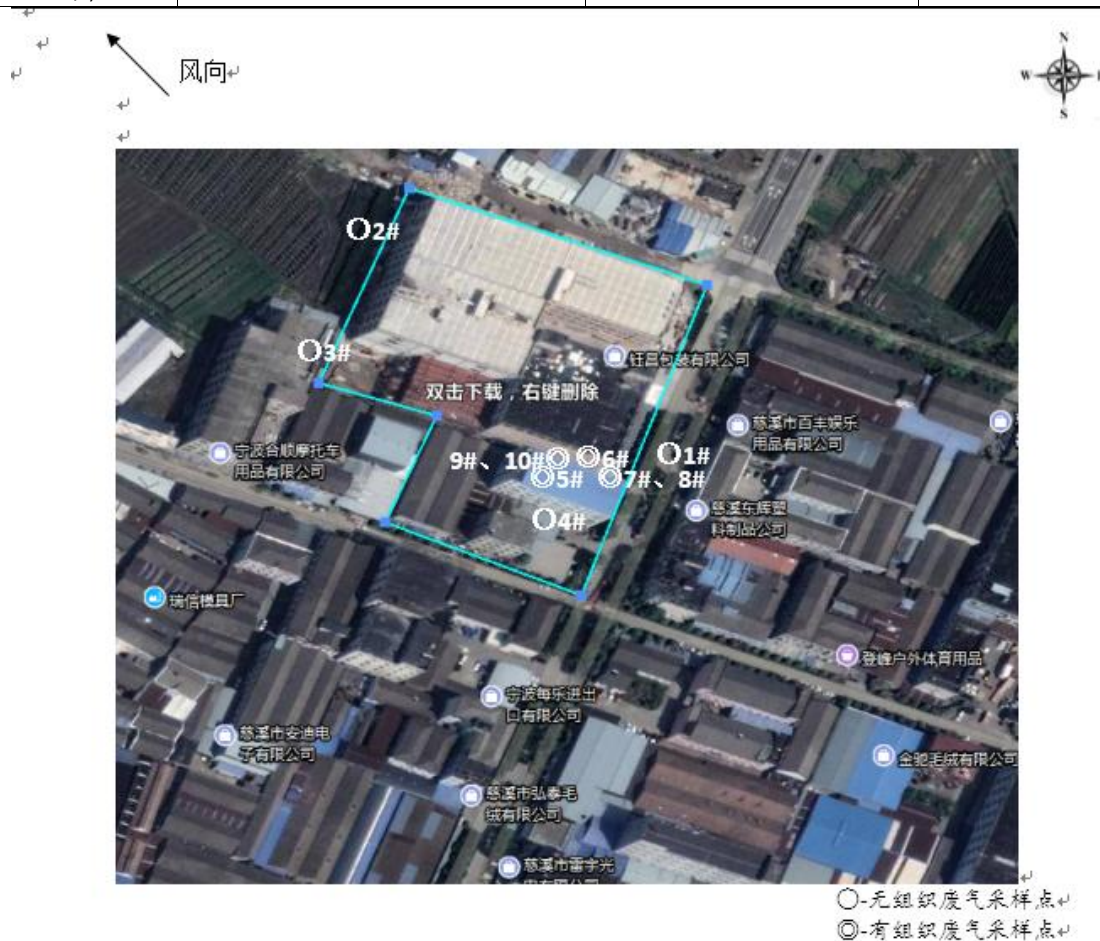 风向
N
W
S
2#
3#
钰昌包装有限公司
双击下载，右键删除
慈溪市百丰娱乐
用品有限公司
宁波合顺摩托车
用品有限公司
9#、10#
6#
1#
5#
7#、8#
慈溪东辉塑
料制品公司
4#
瑞信模具厂
登峰户外体育用品
宁波每乐进出
口有限公司
慈溪市安迪电
子有限公司
金驰毛绒有限公司
慈溪市弘泰毛
绒有限公司
慈溪市雷宇光
○-无组织废气采样点
◎-有组织废气采样点